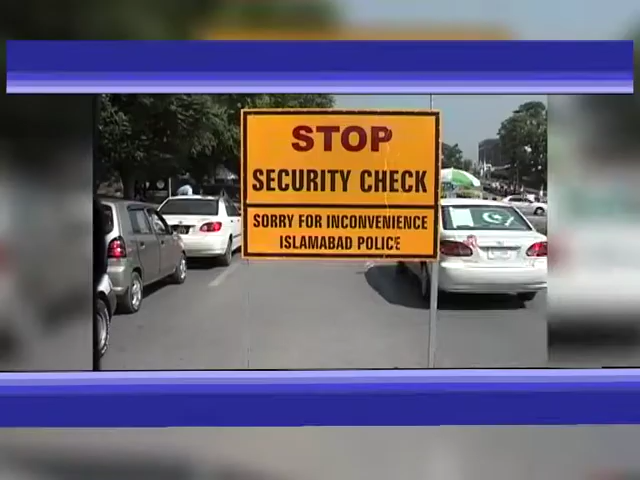 STOP
SECURITY CHECK
SORRY FOR INCONVENIENCE
ISLAMABAD POLICE